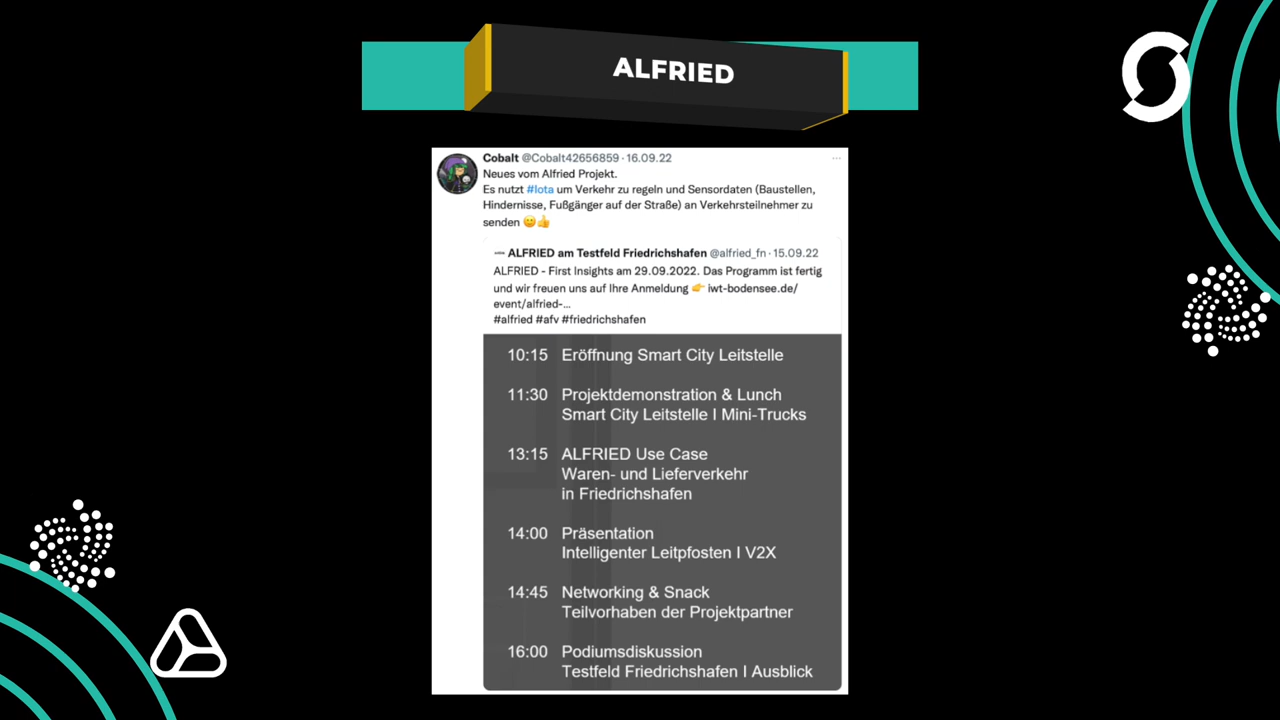 ALFRIED
Cobalt @Cobalt42656859 · 16.09.22
Neues vom Alfried Projekt.
Es nutzt #Iota um Verkehr zu regeln und Sensordaten (Baustellen,
Hindernisse, Fußgänger auf der Straße) an Verkehrsteilnehmer zu
senden 🙂👍
ALFRIED am Testfeld Friedrichshafen @alfried_fn · 15.09.22
ALFRIED - First Insights am 29.09.2022. Das Programm ist fertig
und wir freuen uns auf Ihre Anmeldung 👉 iwt-bodensee.de/
event/alfried-...
#alfried #afv #friedrichshafen
10:15 Eröffnung Smart City Leitstelle
11:30 Projektdemonstration & Lunch
Smart City Leitstelle I Mini-Trucks
13:15 ALFRIED Use Case
Waren- und Lieferverkehr
in Friedrichshafen
14:00 Präsentation
Intelligenter Leitpfosten I V2X
14:45 Networking & Snack
Teilvorhaben der Projektpartner
16:00 Podiumsdiskussion
Testfeld Friedrichshafen I Ausblick